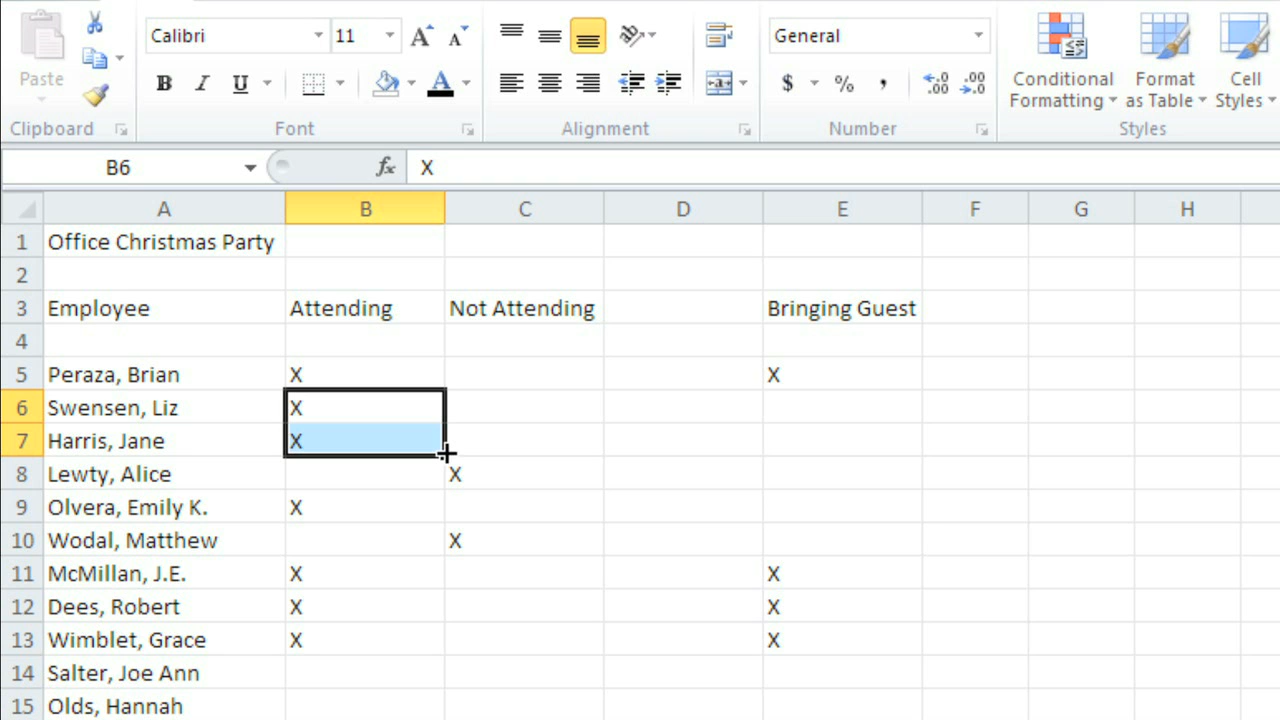 Calibri 11 General
Paste B I U $ % , .00 .00 Conditional Formatting Format as Table Cell Styles
Clipboard Font Alignment Number Styles
B6 fx X
A B C D E F G H
1 Office Christmas Party
2
3 Employee Attending Not Attending Bringing Guest
4
5 Peraza, Brian X X
6 Swensen, Liz X
7 Harris, Jane X
8 Lewty, Alice X
9 Olvera, Emily K. X
10 Wodal, Matthew X
11 McMillan, J.E. X X
12 Dees, Robert X X
13 Wimblet, Grace X X
14 Salter, Joe Ann
15 Olds, Hannah